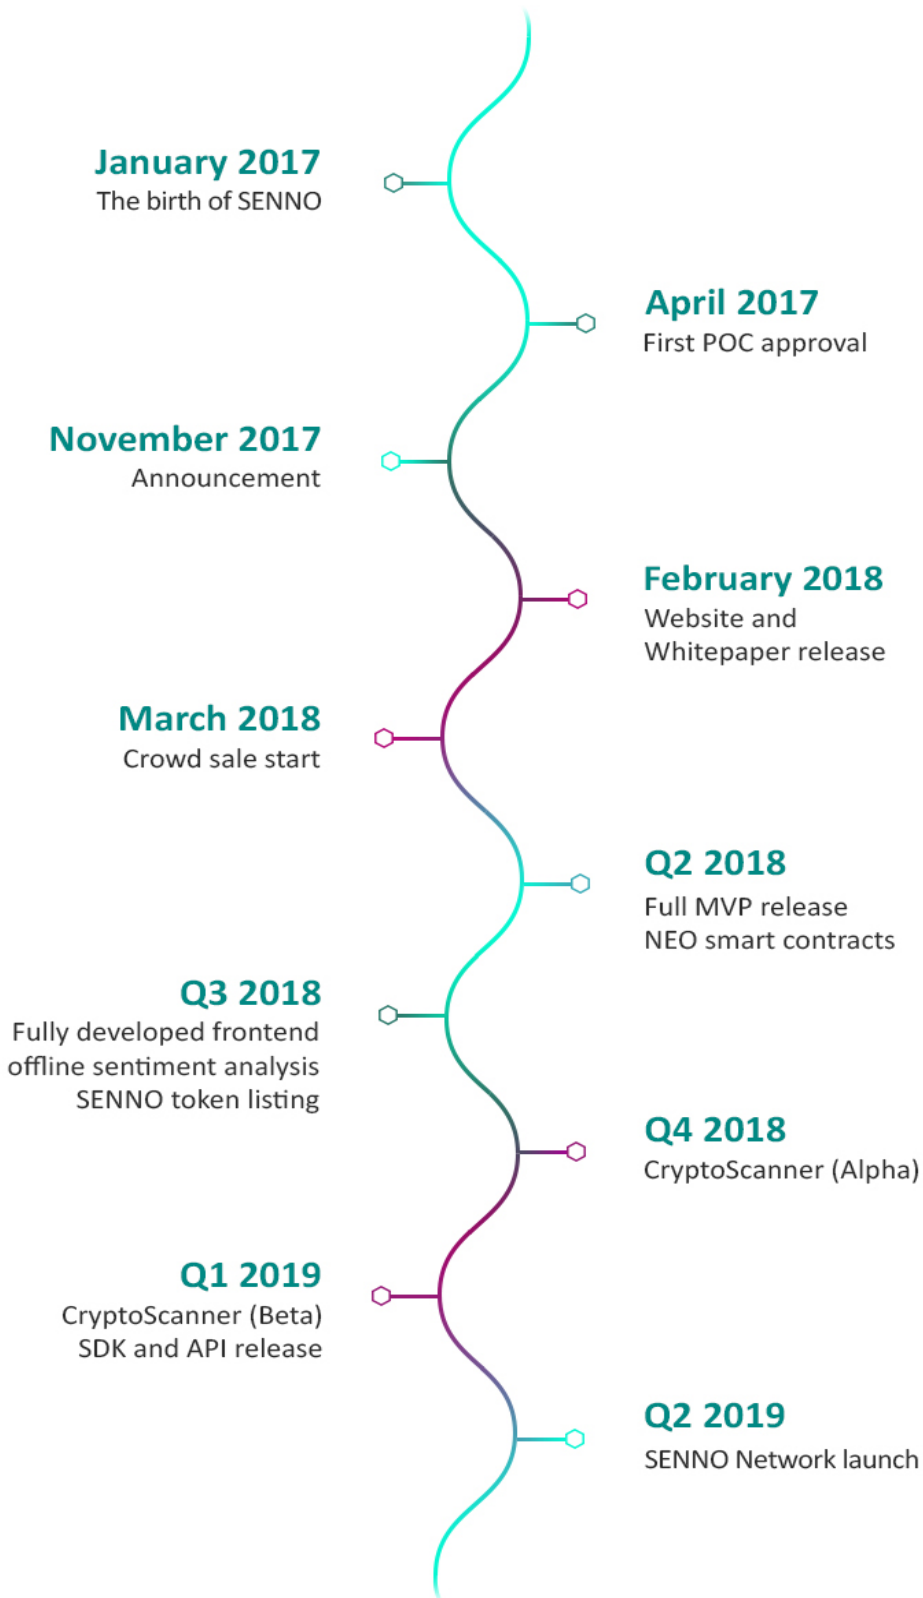 January 2017
The birth of SENNO
April 2017
First POC approval
November 2017
Announcement
February 2018
Website and
Whitepaper release
March 2018
Crowd sale start
Q2 2018
Full MVP release
NEO smart contracts
Q3 2018
Fully developed frontend
offline sentiment analysis
SENNO token listing
Q4 2018
CryptoScanner (Alpha)
Q1 2019
CryptoScanner (Beta)
SDK and API release
Q2 2019
SENNO Network launch